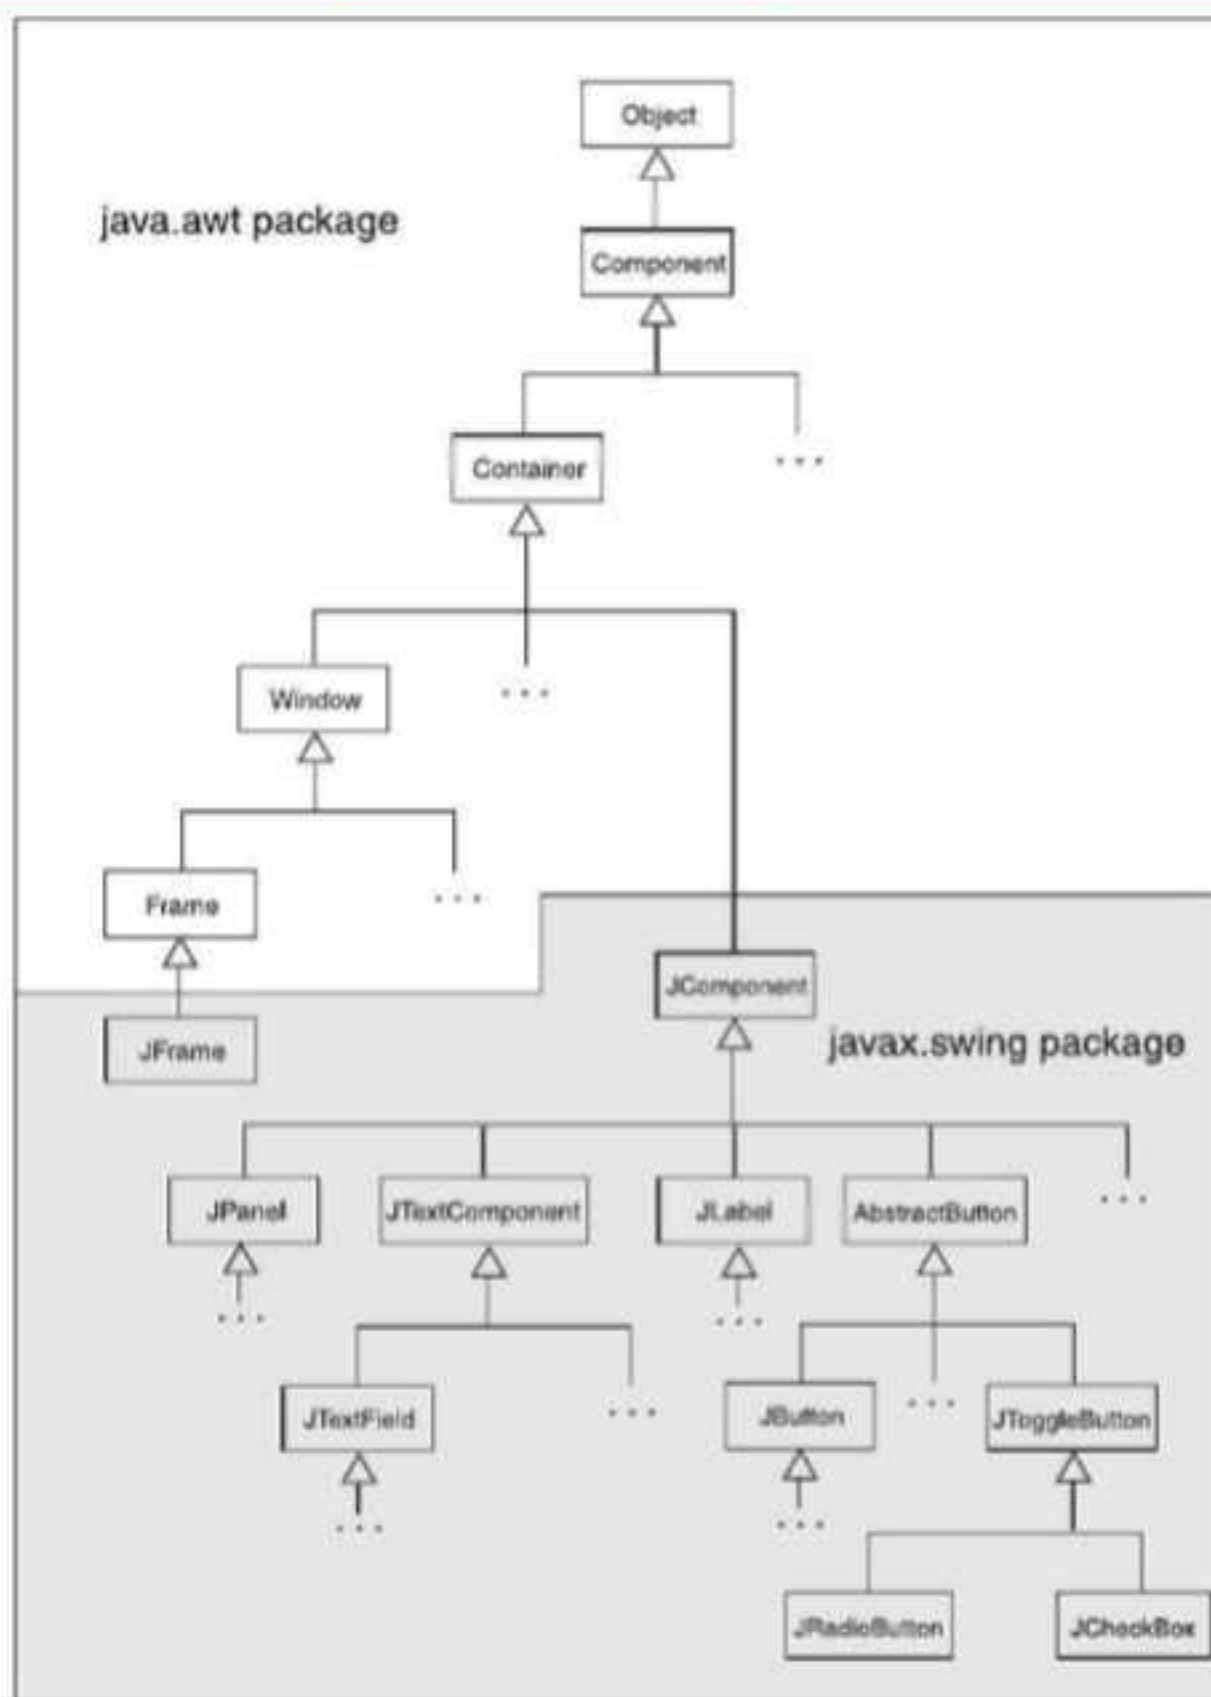 Object
java.awt package
Component
Container
. . .
Window
. . .
Frame
. . .
JComponent
JFrame
javax.swing package
JPanel
JTextComponent
JLabel
AbstractButton
. . .
. . .
. . .
JTextField
. . .
JButton
. . .
JToggleButton
. . .
. . .
JRadioButton
JCheckBox